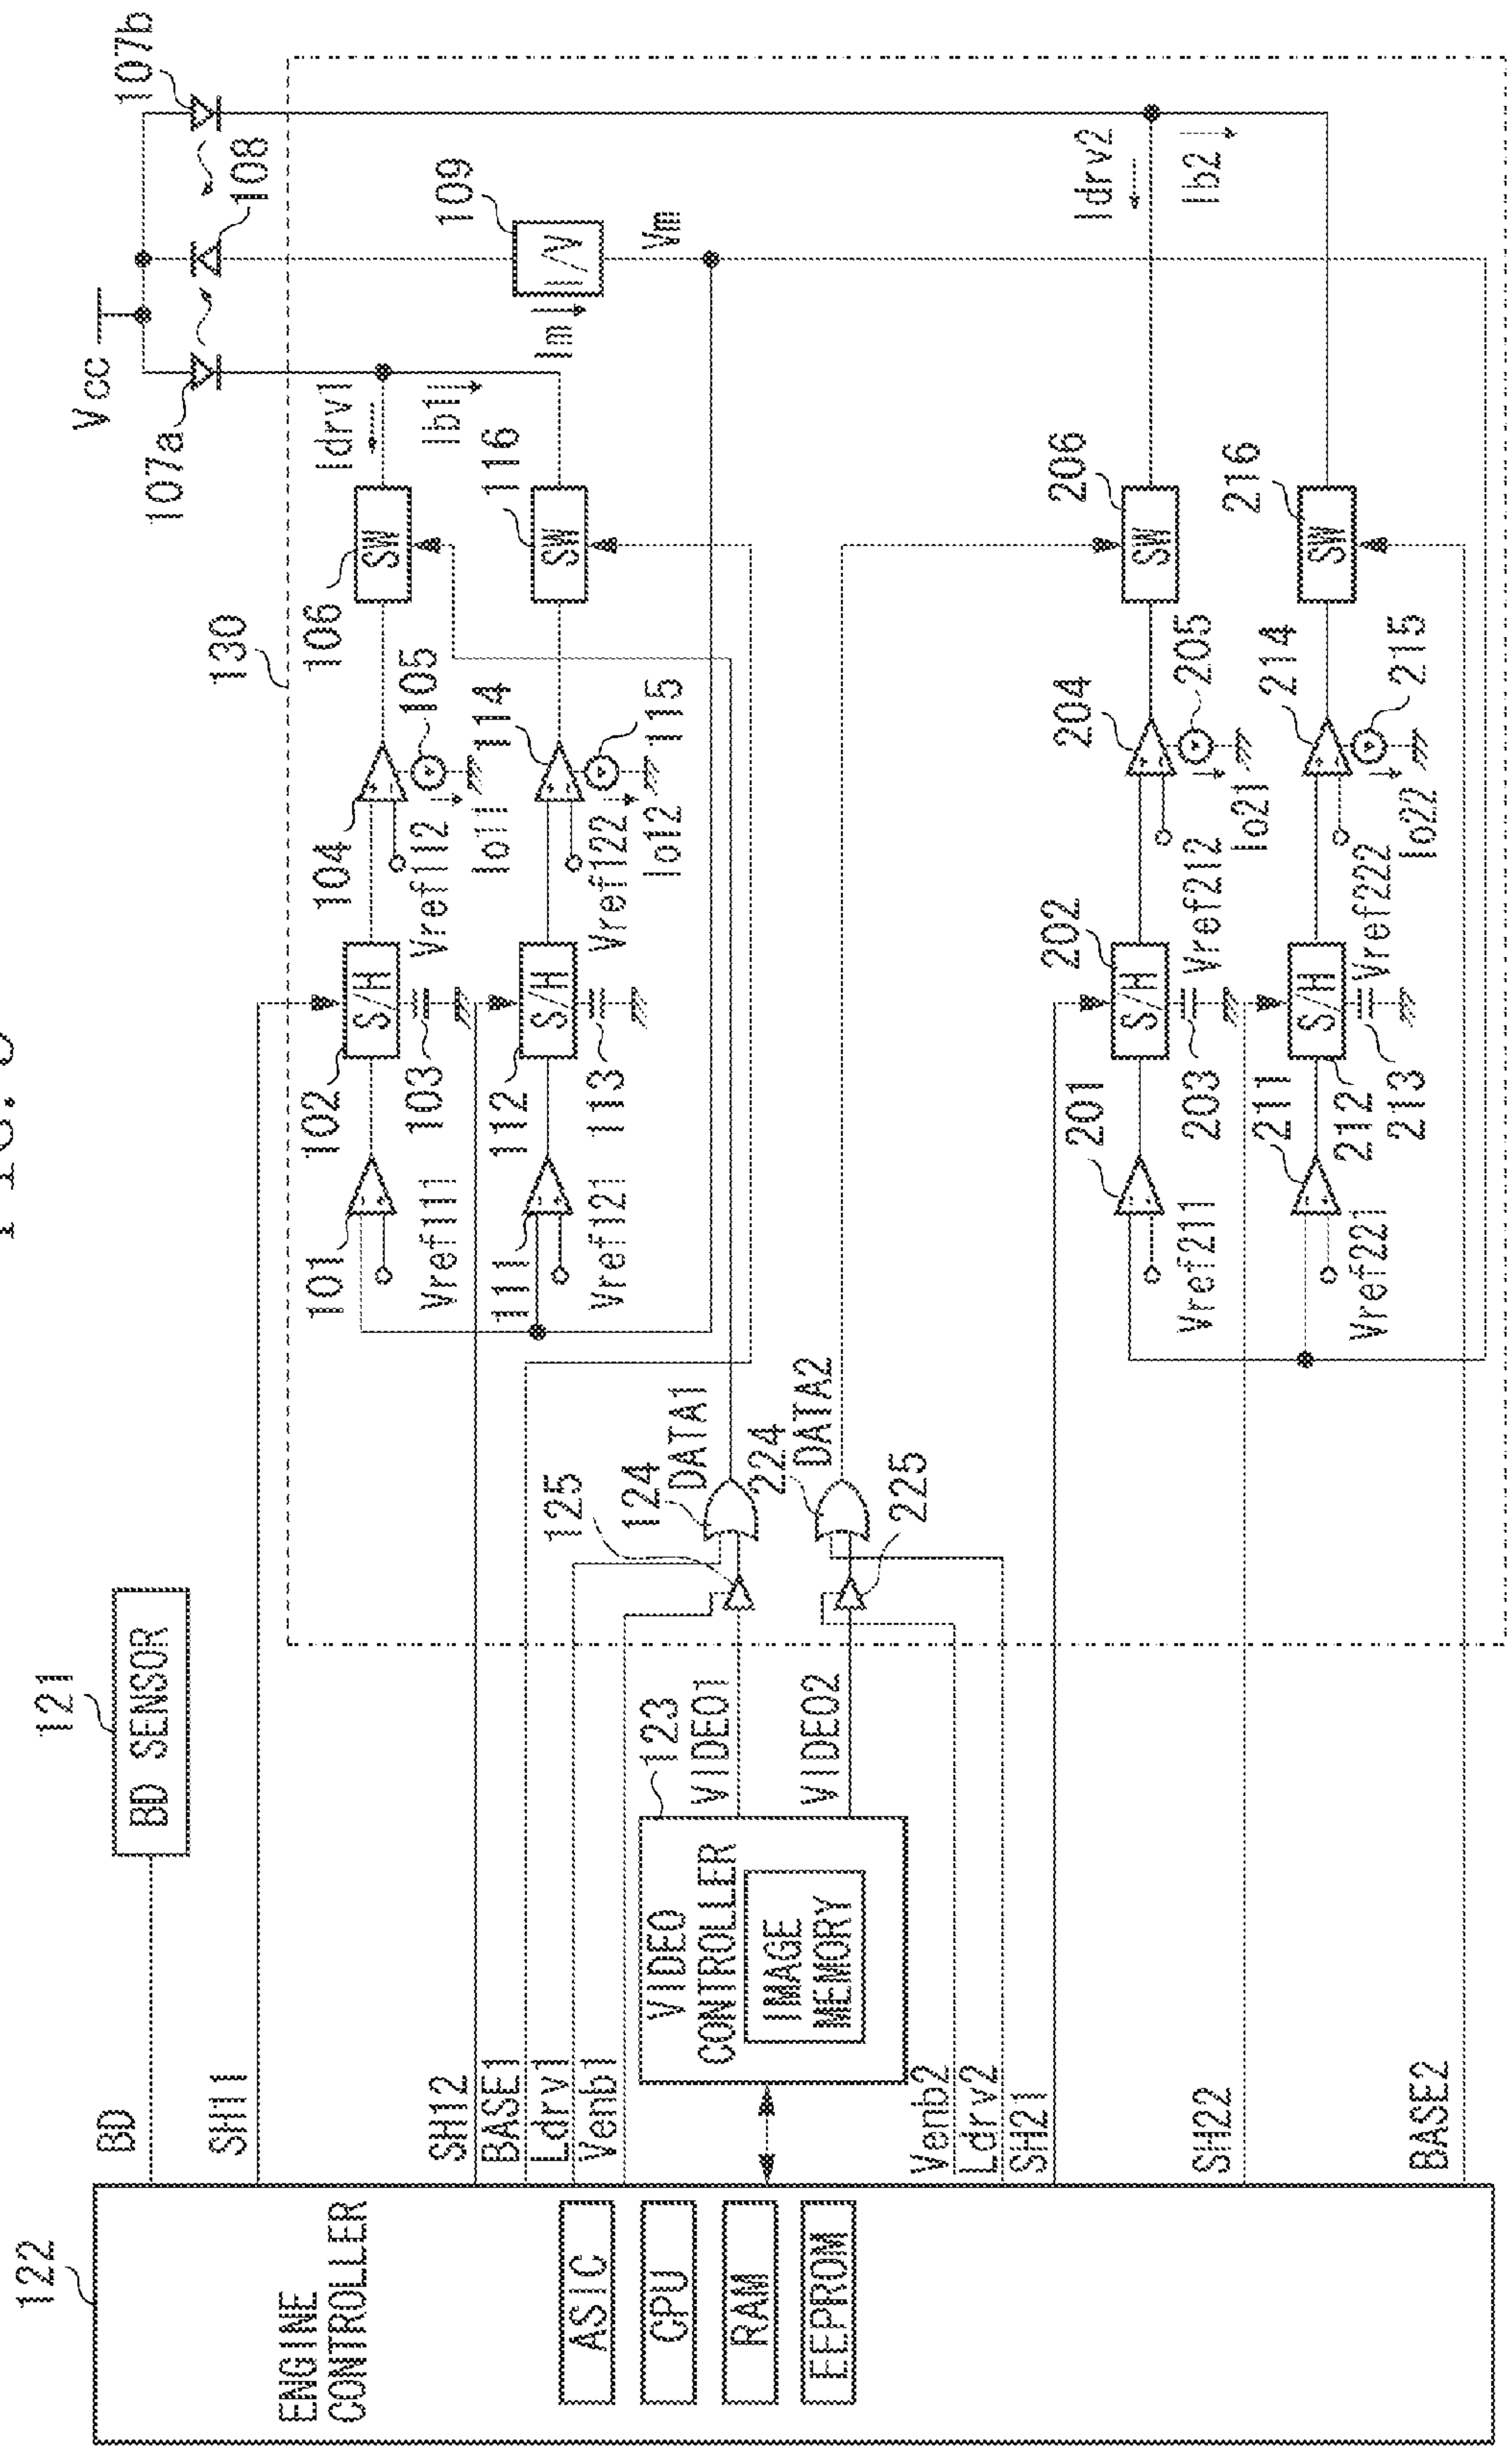 122
ENGINE
CONTROLLER
ASIC
CPU
RAM
EEPROM
BD
SH11
SH12
BASE1
Ldrv1
Venb1
Venb2
Ldrv2
SH21
SH22
BASE2
121
BD SENSOR
123
VIDEO
CONTROLLER
IMAGE
MEMORY
VIDEO1
VIDEO2
125
124
DATA1
224
DATA2
225
130
101
Vref111
102
S/H
103
104
Vref112
105
Io11
106
SW
Idrv1
Ib1
111
Vref121
112
S/H
113
114
Vref122
115
Io12
116
SW
Vcc
107a
108
107b
109
I/V
Im
Vm
201
Vref211
202
S/H
203
204
Vref212
205
Io21
206
SW
Idrv2
Ib2
211
Vref221
212
S/H
213
214
Vref222
215
Io22
216
SW